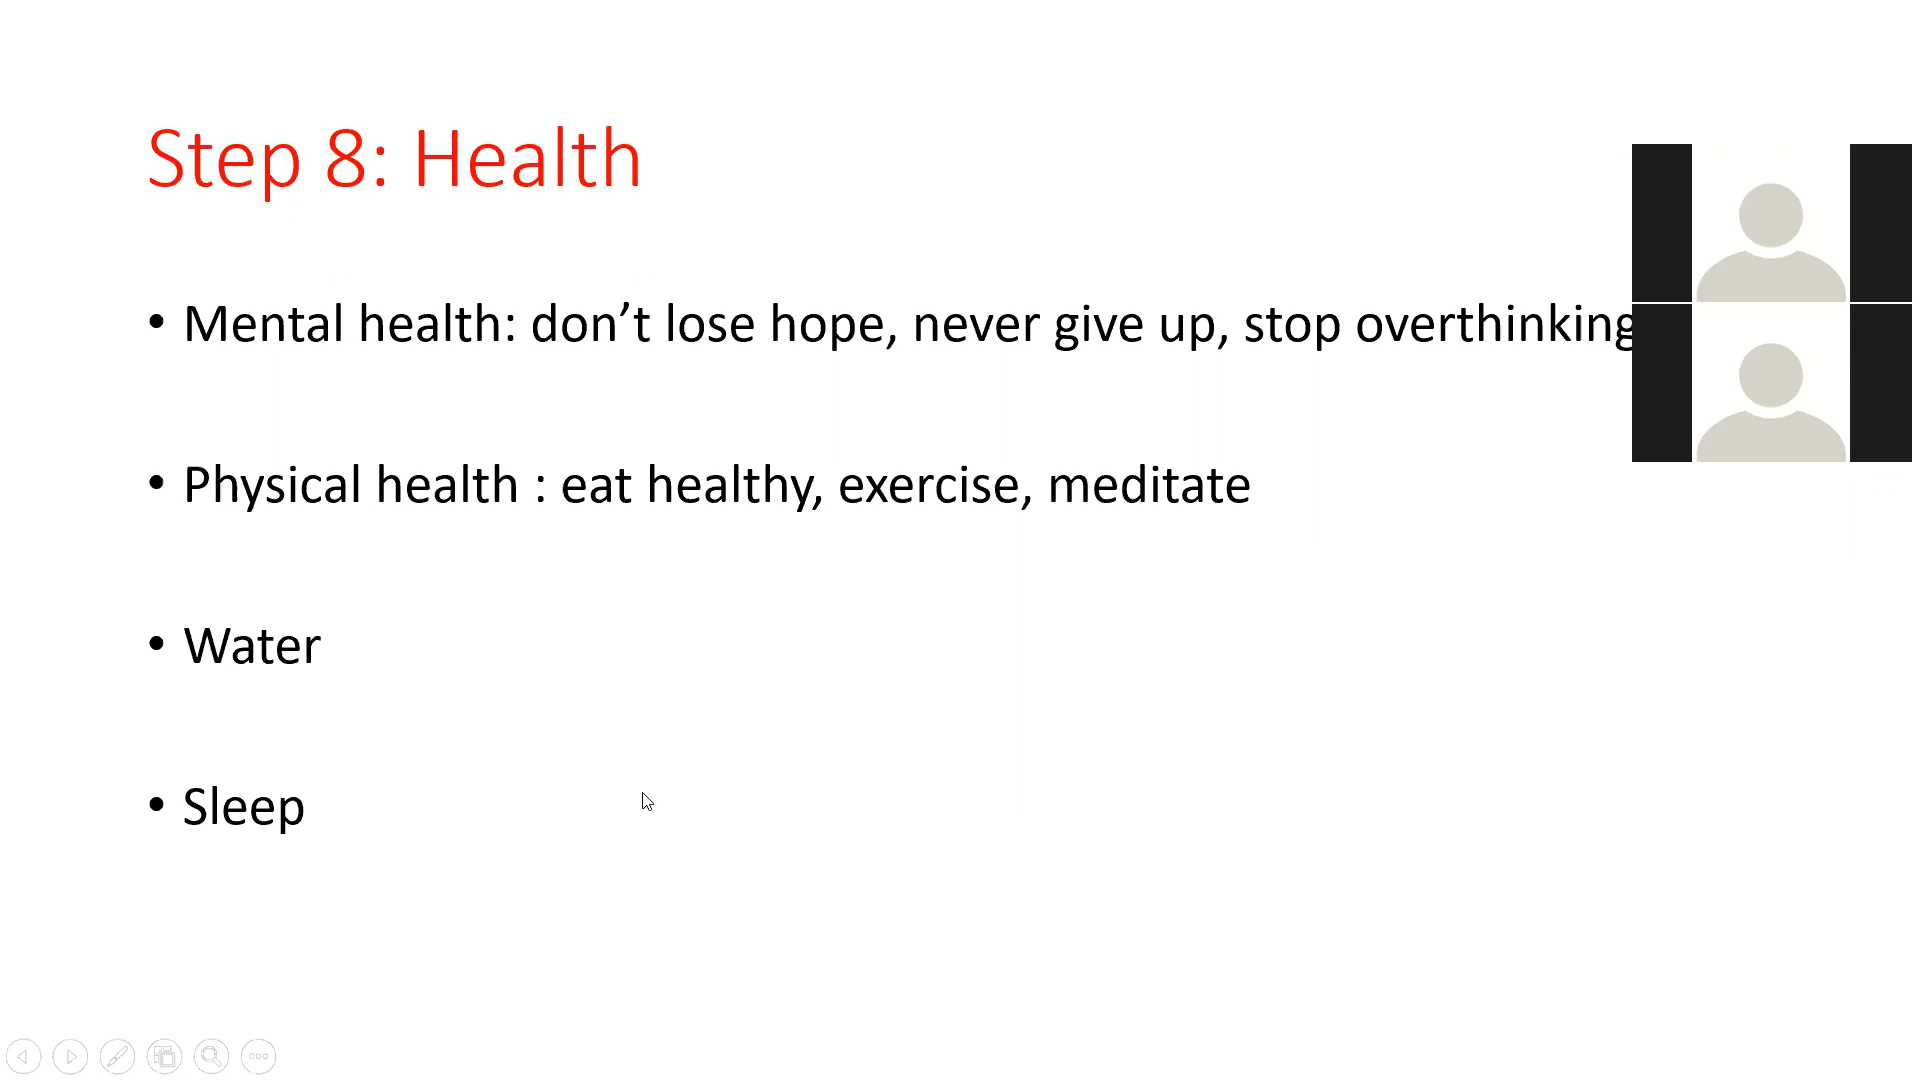 Step 8: Health
• Mental health: don’t lose hope, never give up, stop overthinking
• Physical health : eat healthy, exercise, meditate
• Water
• Sleep